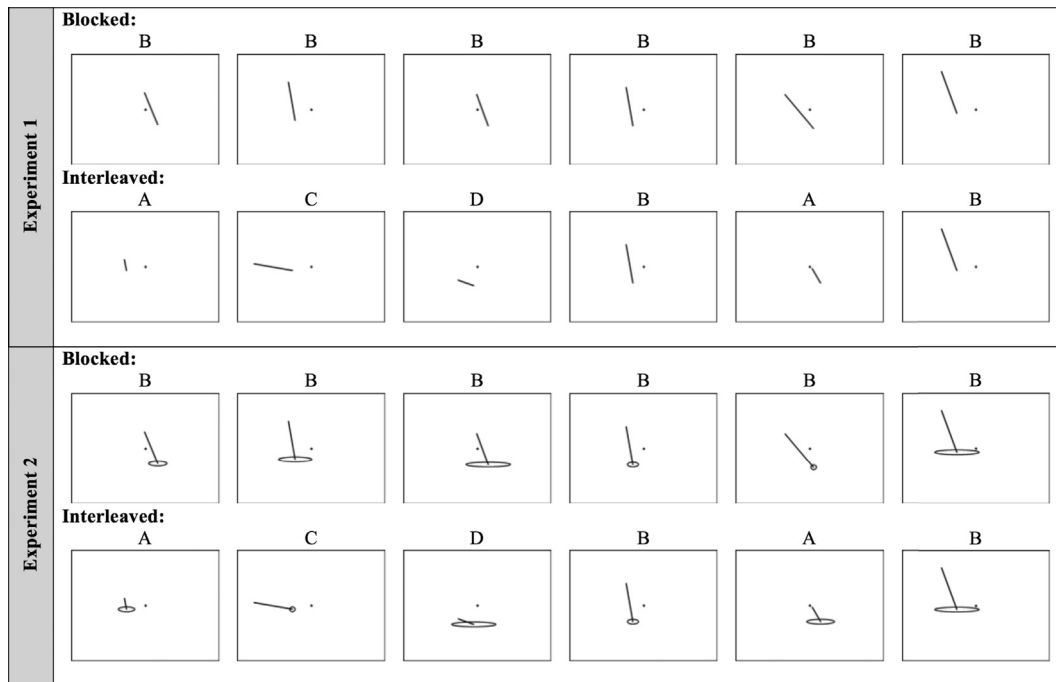 Experiment 1
Blocked:
B B B B B B
Interleaved:
A C D B A B
Experiment 2
Blocked:
B B B B B B
Interleaved:
A C D B A B